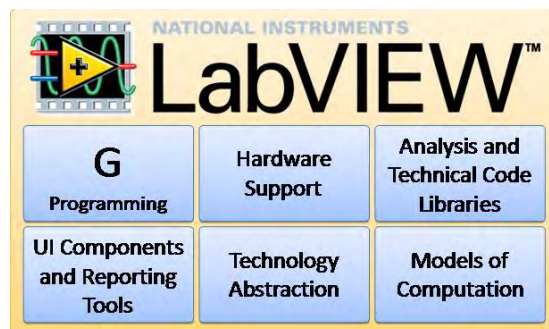 NATIONAL INSTRUMENTS
LabVIEW™
G
Programming
Hardware
Support
Analysis and
Technical Code
Libraries
UI Components
and Reporting
Tools
Technology
Abstraction
Models of
Computation